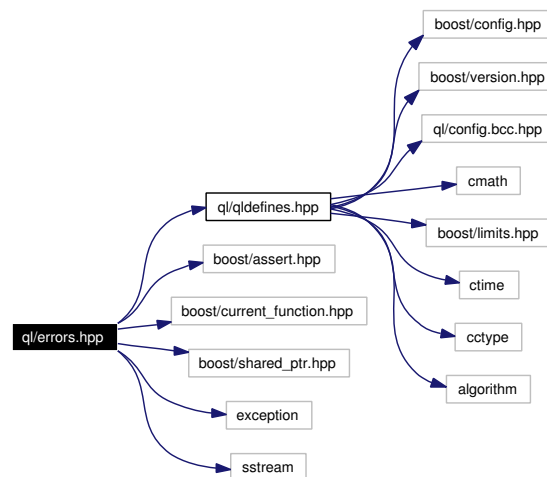 boost/config.hpp
boost/version.hpp
ql/config.bcc.hpp
cmath
ql/qldefines.hpp
boost/limits.hpp
boost/assert.hpp
ctime
boost/current_function.hpp
ql/errors.hpp
cctype
boost/shared_ptr.hpp
algorithm
exception
sstream